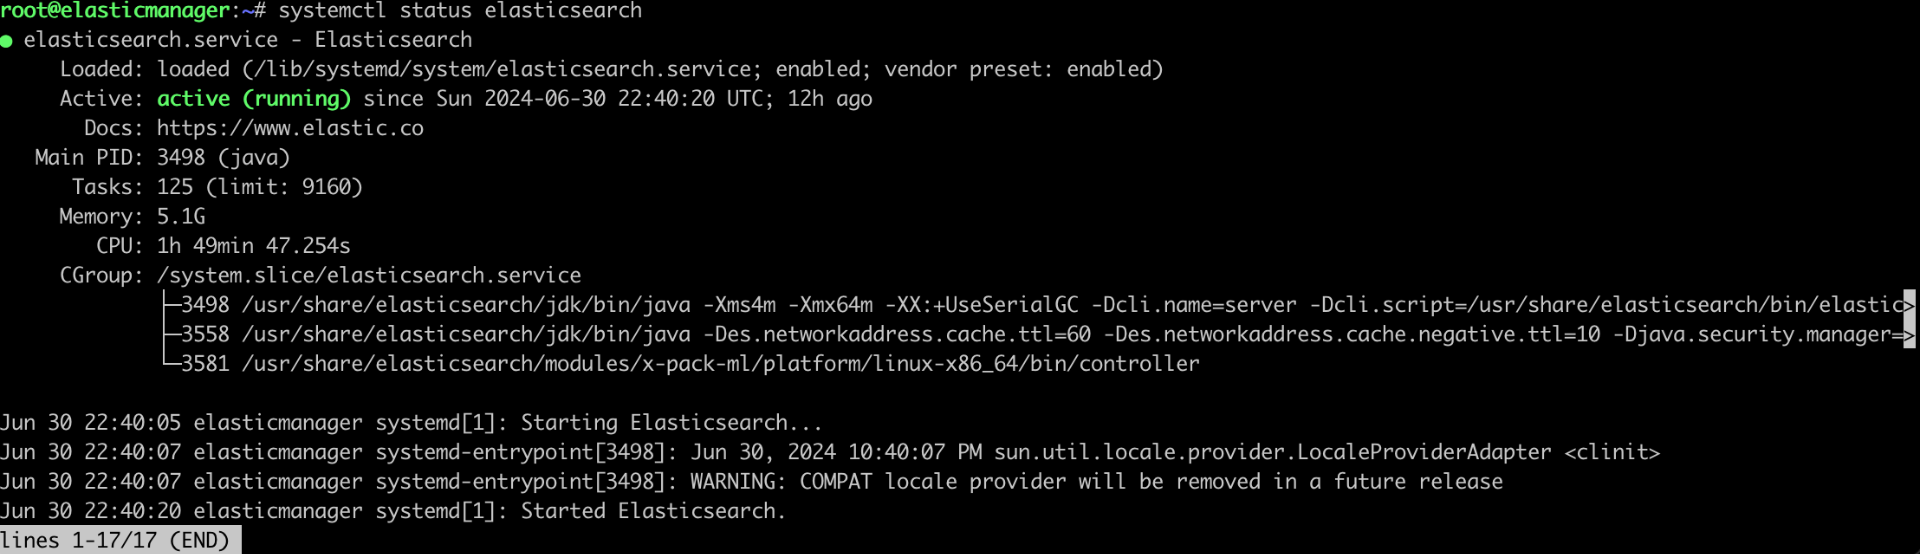 root@elasticmanager:~# systemctl status elasticsearch
● elasticsearch.service - Elasticsearch
     Loaded: loaded (/lib/systemd/system/elasticsearch.service; enabled; vendor preset: enabled)
     Active: active (running) since Sun 2024-06-30 22:40:20 UTC; 12h ago
       Docs: https://www.elastic.co
   Main PID: 3498 (java)
      Tasks: 125 (limit: 9160)
     Memory: 5.1G
        CPU: 1h 49min 47.254s
     CGroup: /system.slice/elasticsearch.service
             ├─3498 /usr/share/elasticsearch/jdk/bin/java -Xms4m -Xmx64m -XX:+UseSerialGC -Dcli.name=server -Dcli.script=/usr/share/elasticsearch/bin/elastic>
             ├─3558 /usr/share/elasticsearch/jdk/bin/java -Des.networkaddress.cache.ttl=60 -Des.networkaddress.cache.negative.ttl=10 -Djava.security.manager=>
             └─3581 /usr/share/elasticsearch/modules/x-pack-ml/platform/linux-x86_64/bin/controller

Jun 30 22:40:05 elasticmanager systemd[1]: Starting Elasticsearch...
Jun 30 22:40:07 elasticmanager systemd-entrypoint[3498]: Jun 30, 2024 10:40:07 PM sun.util.locale.provider.LocaleProviderAdapter <clinit>
Jun 30 22:40:07 elasticmanager systemd-entrypoint[3498]: WARNING: COMPAT locale provider will be removed in a future release
Jun 30 22:40:20 elasticmanager systemd[1]: Started Elasticsearch.
lines 1-17/17 (END)